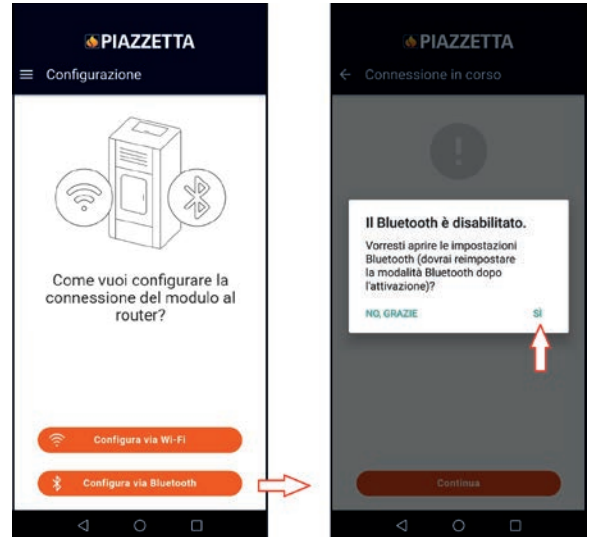 PIAZZETTA
Configurazione
Come vuoi configurare la
connessione del modulo al
router?
Configura via Wi-Fi
Configura via Bluetooth
PIAZZETTA
Connessione in corso
Il Bluetooth è disabilitato.
Vorresti aprire le impostazioni
Bluetooth (dovrai reimpostare
la modalità Bluetooth dopo
l'attivazione)?
NO, GRAZIE SÌ
Continua